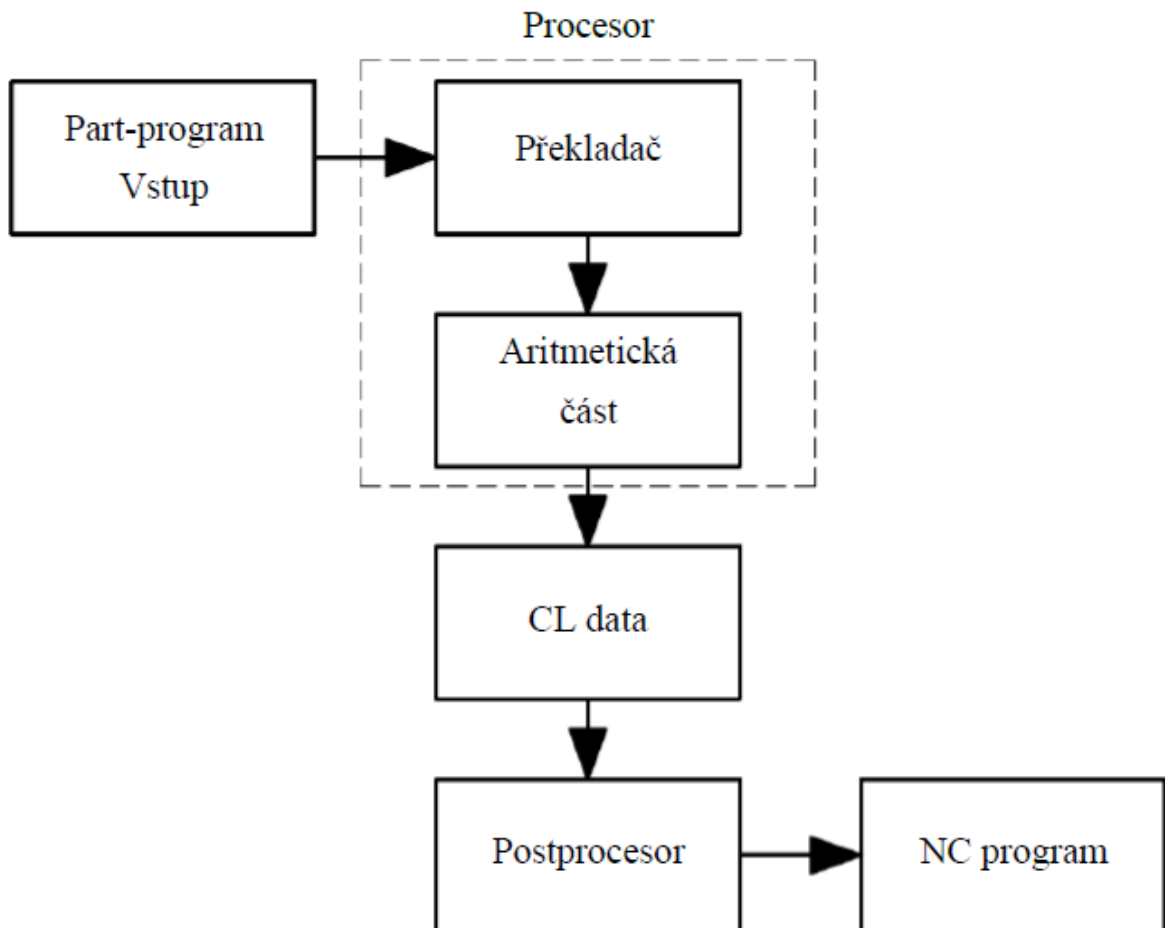 Procesor
Part-program
Vstup
Překladač
Aritmetická
část
CL data
Postprocesor
NC program